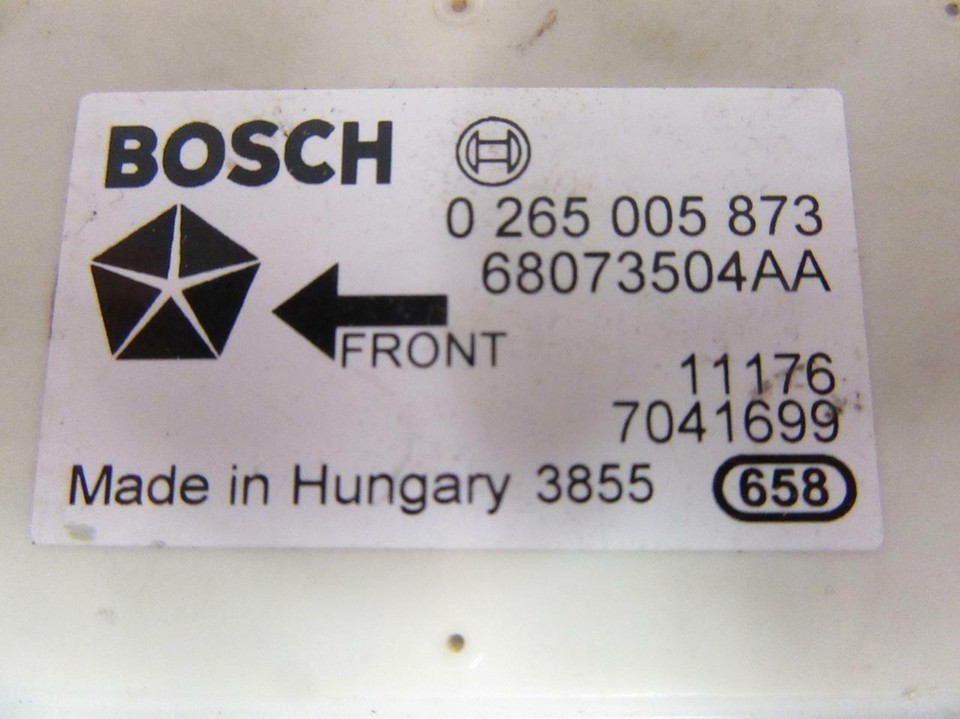 BOSCH
0 265 005 873
68073504AA
FRONT
11176
7041699
Made in Hungary 3855 658